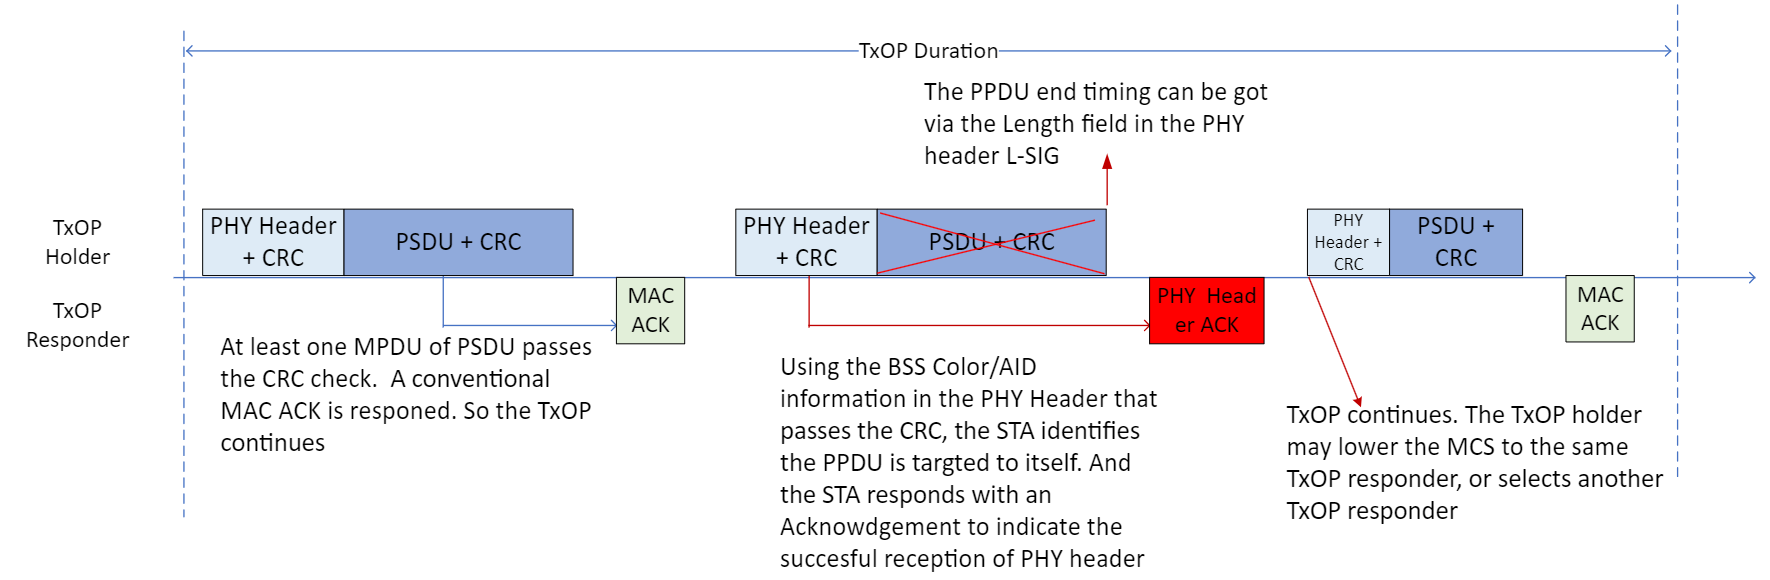 TxOP Duration
The PPDU end timing can be got
via the Length field in the PHY
header L-SIG
TxOP
Holder
PHY Header
+ CRC
PSDU + CRC
PHY Header
+ CRC
PSDU + CRC
PHY
Header +
CRC
PSDU +
CRC
TxOP
Responder
MAC
ACK
PHY Head
er ACK
MAC
ACK
At least one MPDU of PSDU passes
the CRC check. A conventional
MAC ACK is responed. So the TxOP
continues
Using the BSS Color/AID
information in the PHY Header that
passes the CRC, the STA identifies
the PPDU is targted to itself. And
the STA responds with an
Acknowdgement to indicate the
succesful reception of PHY header
TxOP continues. The TxOP holder
may lower the MCS to the same
TxOP responder, or selects another
TxOP responder